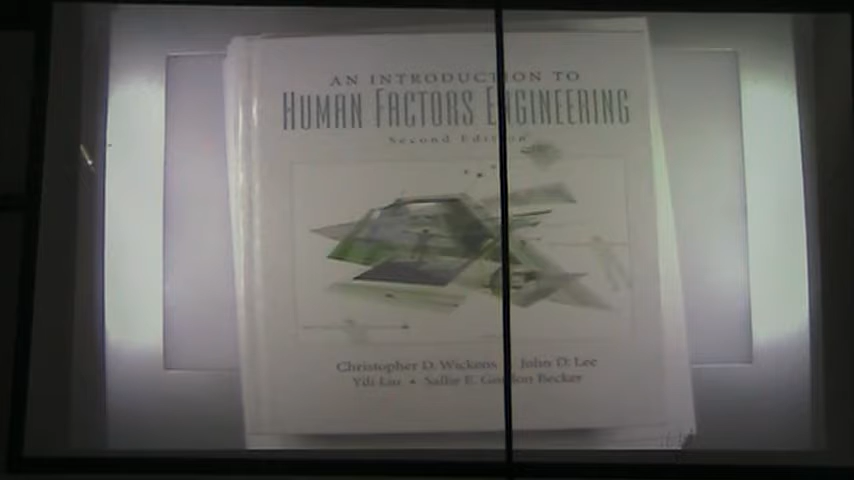 AN INTRODUCTION TO
HUMAN FACTORS ENGINEERING
Second Edition
Christopher D. Wickens • John D. Lee
Yili Liu • Sallie E. Gordon Becker